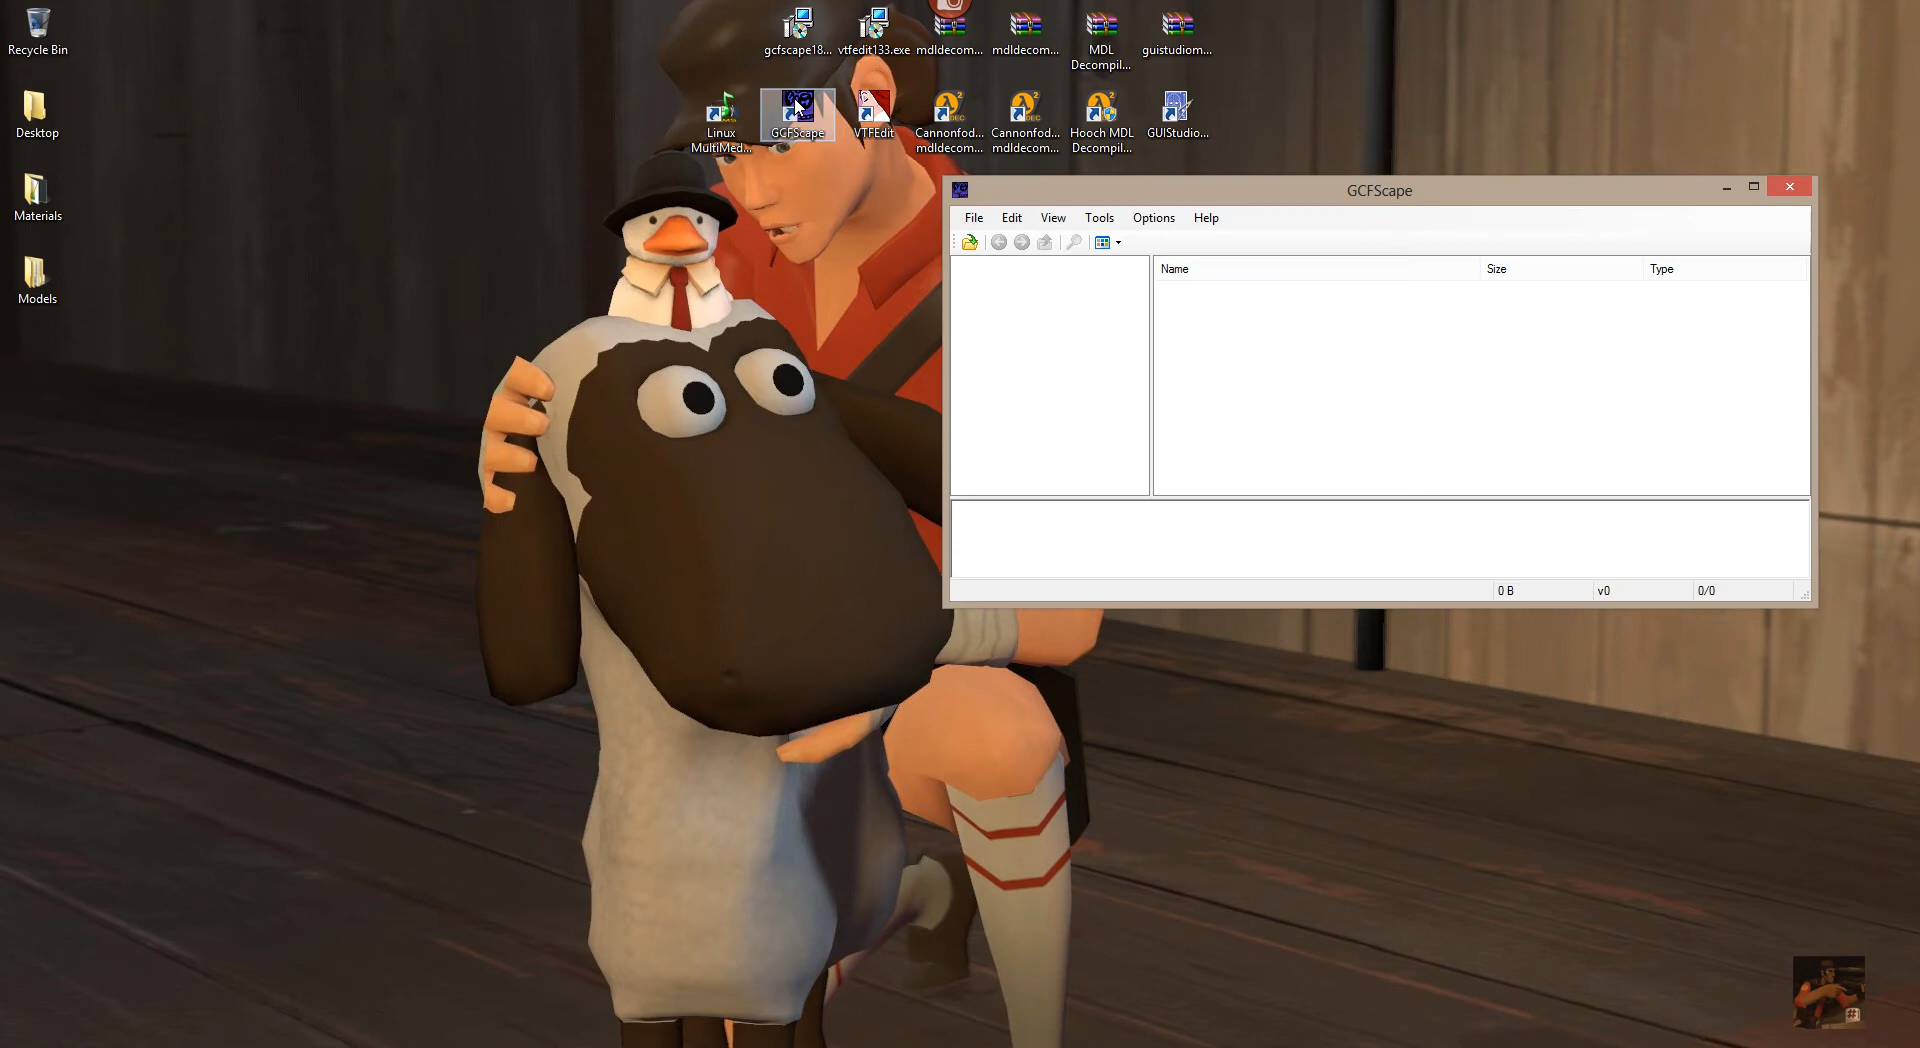 Recycle Bin
Desktop
Materials
Models
gcfscape18...
vtfedit133.exe
mdldecom...
mdldecom...
MDL
Decompil...
guistudiom...
Linux
MultiMed...
GCFScape
VTFEdit
Cannonfod...
mdldecom...
Cannonfod...
mdldecom...
Hooch MDL
Decompil...
GUIStudio...
GCFScape
File Edit View Tools Options Help
Name Size Type
0 B v0 0/0